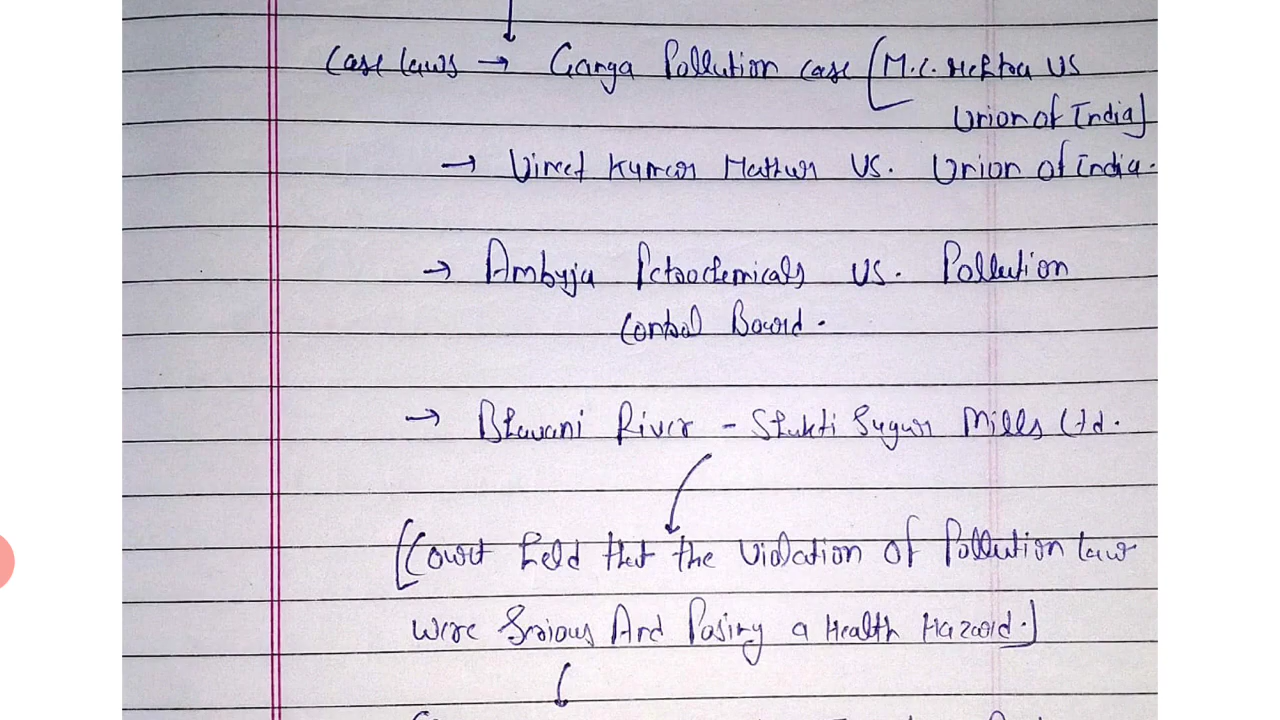 Case laws → Ganga Pollution case [M.C. Mehta VS
Union of India]
→ Vineet Kumar Mathur VS. Union of India.
→ Ambuja Petrochemicals VS. Pollution
Control Board.
→ Bhavani River - Shakti Sugar Mills Ltd.
[Court held that the violation of Pollution law
were Serious And Posing a Health Hazard.]